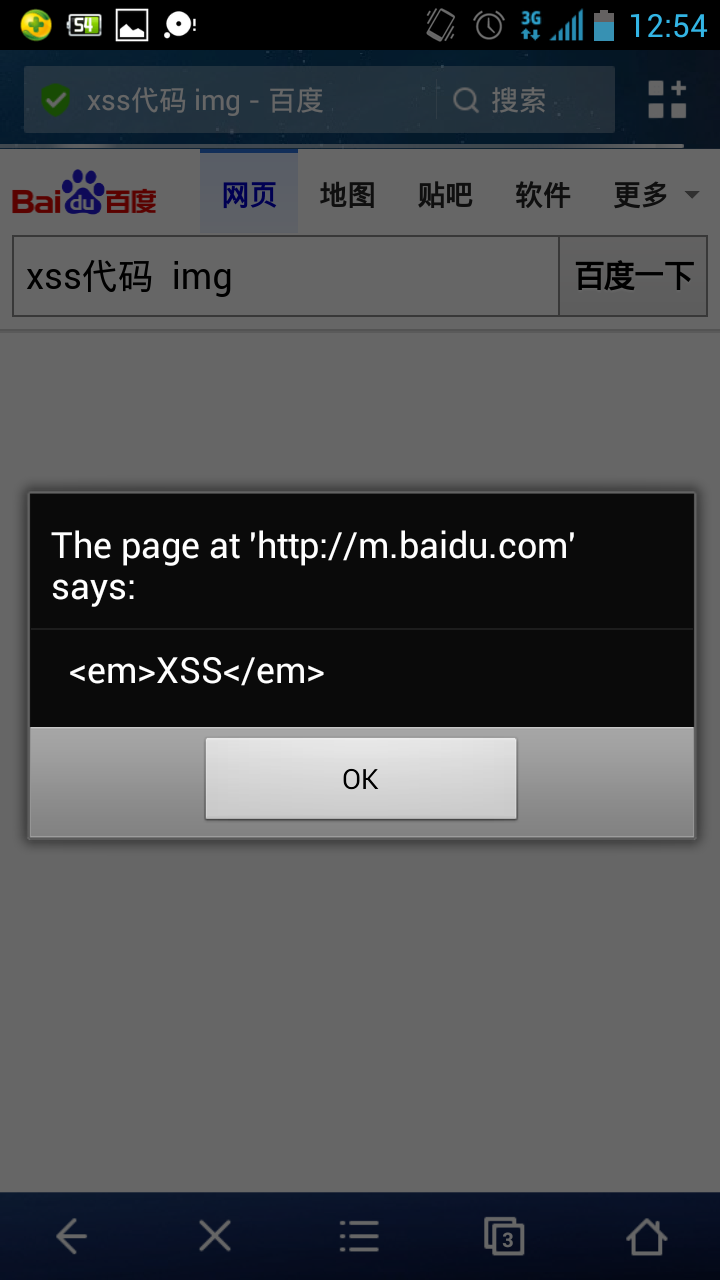 54
3G
12:54
xss代码 img - 百度
搜索
Bai du 百度
网页
地图
贴吧
软件
更多
xss代码 img
百度一下
The page at 'http://m.baidu.com'
says:
<em>XSS</em>
OK
3